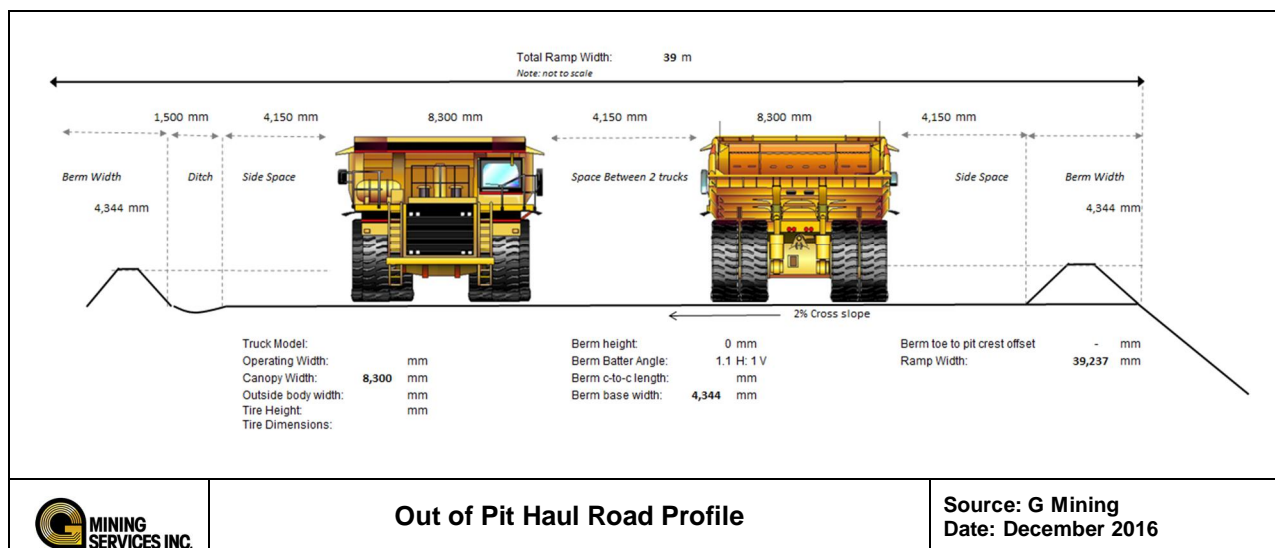 Total Ramp Width: 39 m
Note: not to scale
1,500 mm 4,150 mm 8,300 mm 4,150 mm 8,300 mm 4,150 mm
Berm Width Ditch Side Space Space Between 2 trucks Side Space Berm Width
4,344 mm 4,344 mm
2% Cross slope
Truck Model: Berm height: 0 mm Berm toe to pit crest offset - mm
Operating Width: mm Berm Batter Angle: 1.1 H: 1 V Ramp Width: 39,237 mm
Canopy Width: 8,300 mm Berm c-to-c length: mm
Outside body width: mm Berm base width: 4,344 mm
Tire Height: mm
Tire Dimensions:
G MINING SERVICES INC.
Out of Pit Haul Road Profile
Source: G Mining
Date: December 2016